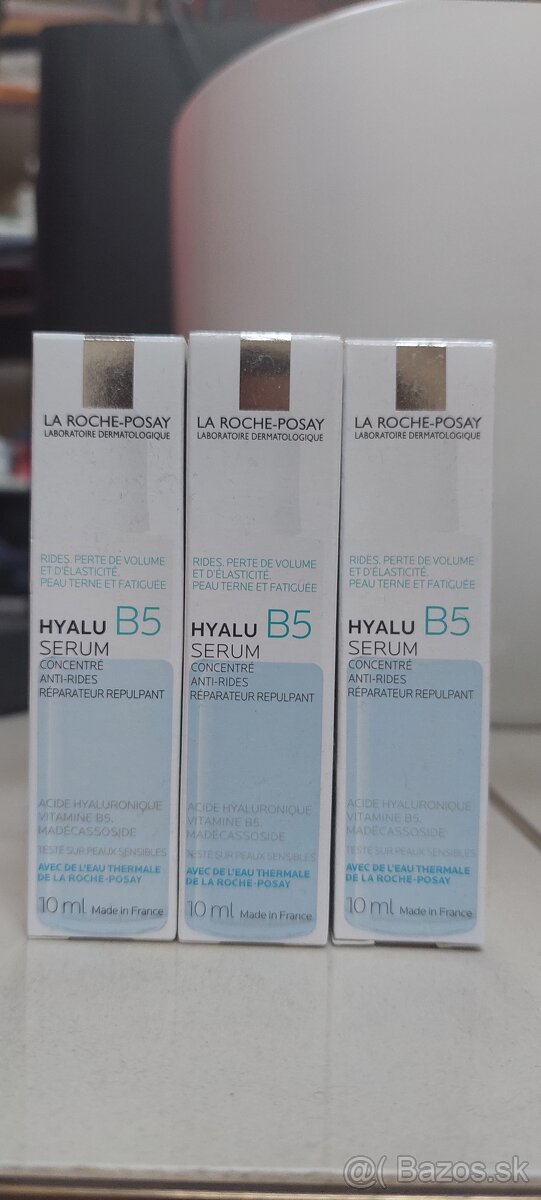 LA ROCHE-POSAY
LABORATOIRE DERMATOLOGIQUE
RIDES, PERTE DE VOLUME
ET D'ÉLASTICITÉ,
PEAU TERNE ET FATIGUÉE
HYALU B5
SERUM
CONCENTRÉ
ANTI-RIDES
RÉPARATEUR REPULPANT
ACIDE HYALURONIQUE
VITAMINE B5.
MADÉCASSOSIDE
TESTÉ SUR PEAUX SENSIBLES
AVEC DE L'EAU THERMALE
DE LA ROCHE-POSAY
10 ml Made in France
LA ROCHE-POSAY
LABORATOIRE DERMATOLOGIQUE
RIDES, PERTE DE VOLUME
ET D'ÉLASTICITÉ,
PEAU TERNE ET FATIGUÉE
HYALU B5
SERUM
CONCENTRÉ
ANTI-RIDES
RÉPARATEUR REPULPANT
ACIDE HYALURONIQUE
VITAMINE B5.
MADÉCASSOSIDE
TESTÉ SUR PEAUX SENSIBLES
AVEC DE L'EAU THERMALE
DE LA ROCHE-POSAY
10 ml Made in France
LA ROCHE-POSAY
LABORATOIRE DERMATOLOGIQUE
RIDES, PERTE DE VOLUME
ET D'ÉLASTICITÉ,
PEAU TERNE ET FATIGUÉE
HYALU B5
SERUM
CONCENTRÉ
ANTI-RIDES
RÉPARATEUR REPULPANT
ACIDE HYALURONIQUE
VITAMINE B5.
MADÉCASSOSIDE
TESTÉ SUR PEAUX SENSIBLES
AVEC DE L'EAU THERMALE
DE LA ROCHE-POSAY
10 ml Made in France
@ Bazos.sk